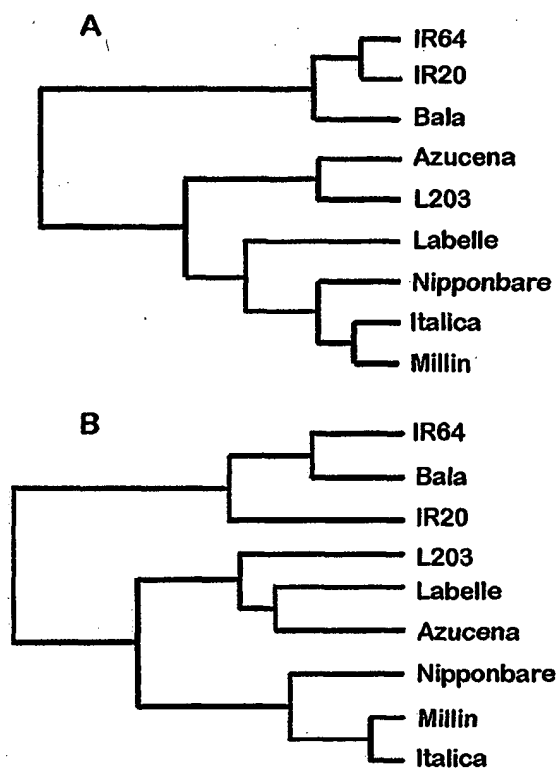 A
IR64
IR20
Bala
Azucena
L203
Labelle
Nipponbare
Italica
Millin
B
IR64
Bala
IR20
L203
Labelle
Azucena
Nipponbare
Millin
Italica